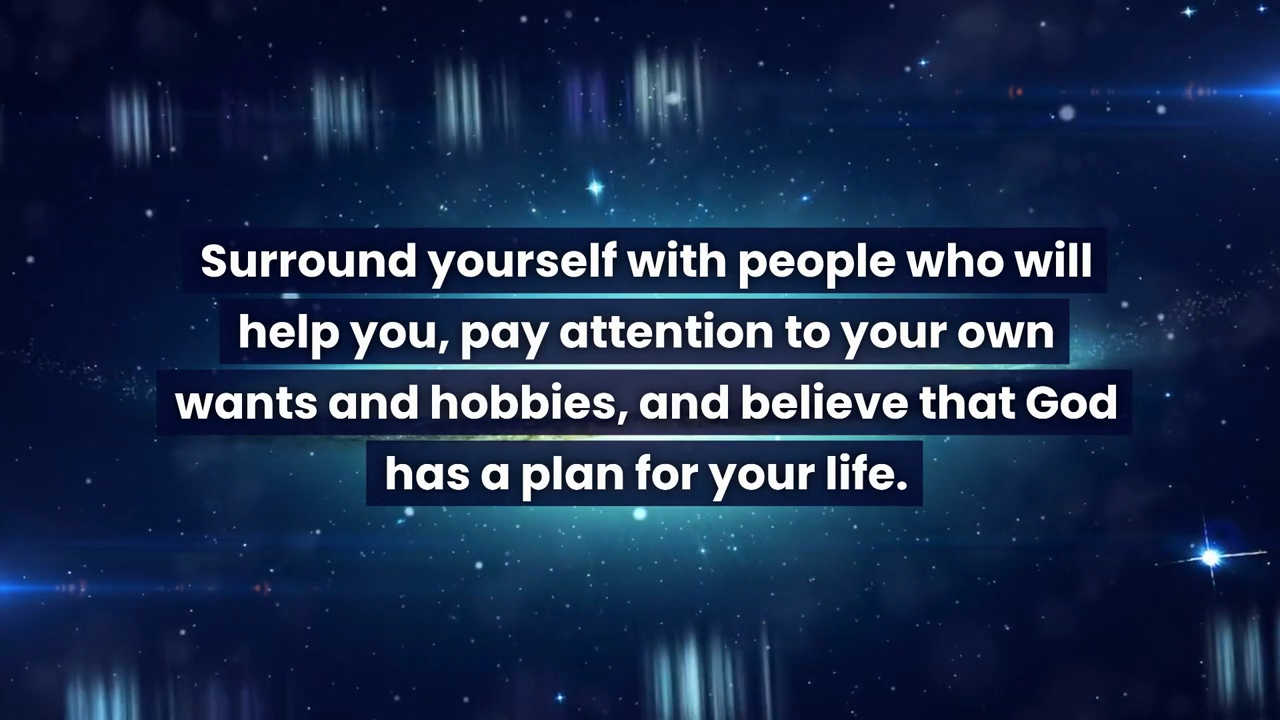 Surround yourself with people who will
help you, pay attention to your own
wants and hobbies, and believe that God
has a plan for your life.